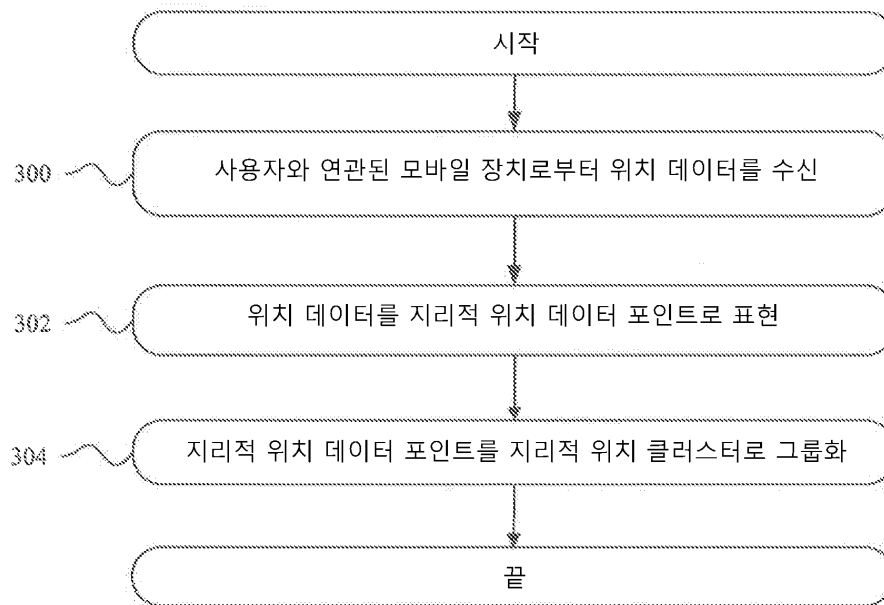 시작
300 사용자와 연관된 모바일 장치로부터 위치 데이터를 수신
302 위치 데이터를 지리적 위치 데이터 포인트로 표현
304 지리적 위치 데이터 포인트를 지리적 위치 클러스터로 그룹화
끝